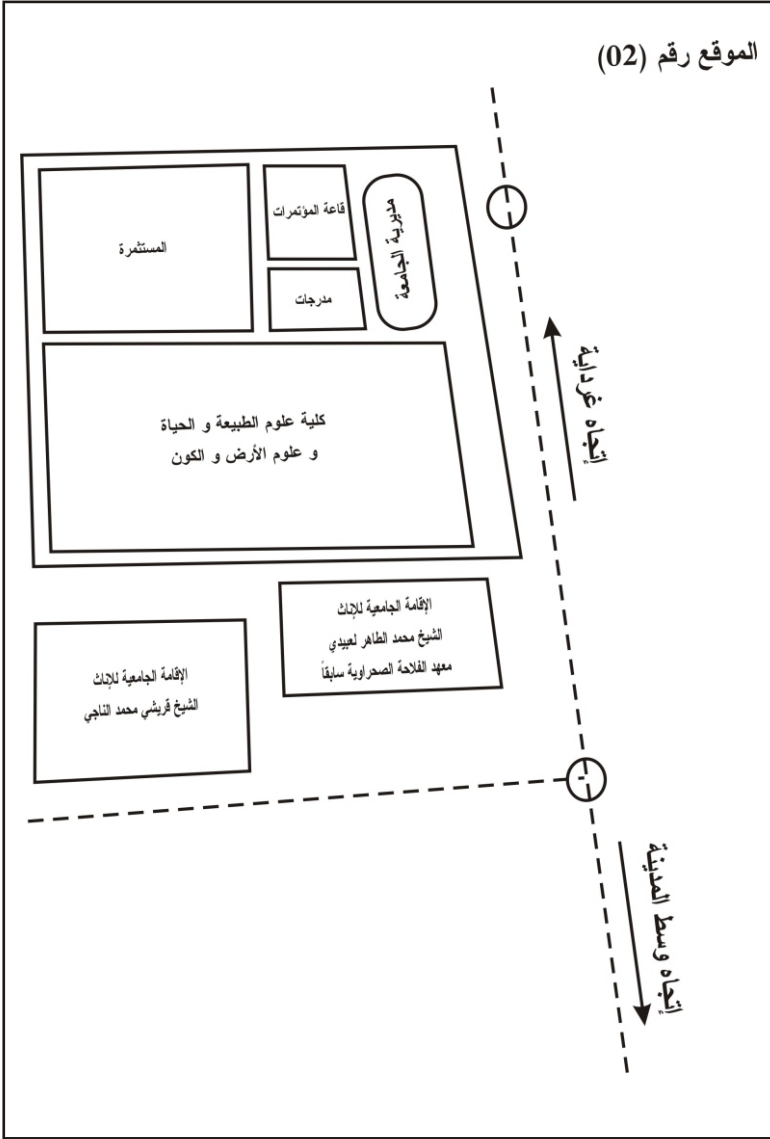 الموقع رقم (02)
مديرية الجامعة
قاعة المؤتمرات
المستثمرة
مدرجات
إتجاه غرداية
كلية علوم الطبيعة و الحياة
و علوم الأرض و الكون
الإقامة الجامعية للإناث
الشيخ محمد الطاهر لعبيدي
معهد الفلاحة الصحراوية سابقاً
الإقامة الجامعية للإناث
الشيخ قريشي محمد الناجي
إتجاه وسط المدينة